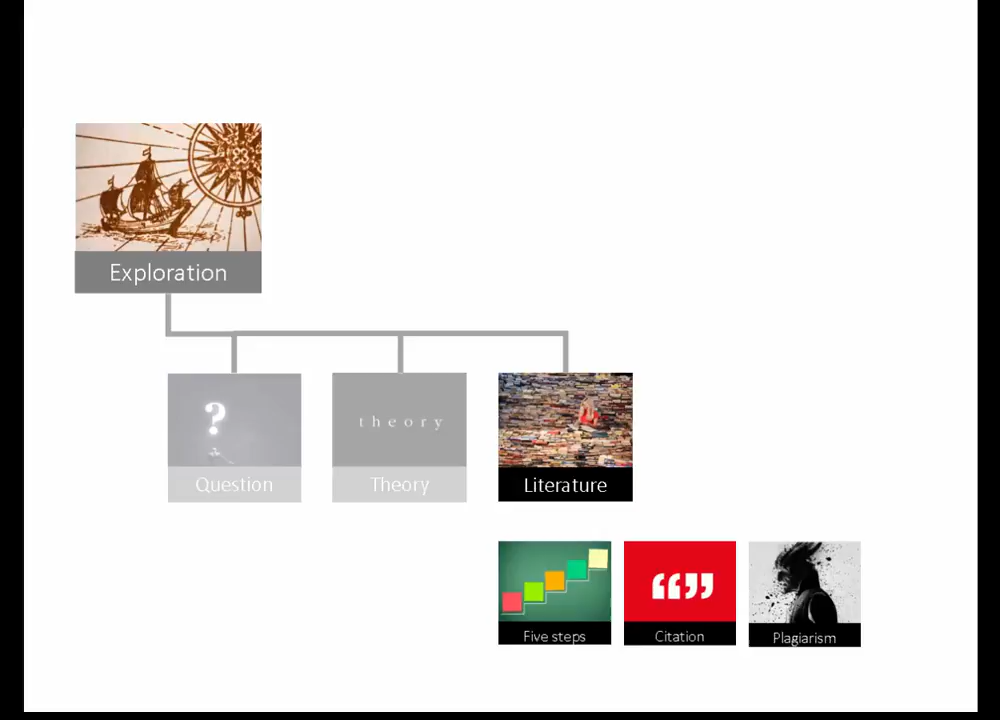 Exploration
?
theory
Question
Theory
Literature
“”
Five steps
Citation
Plagiarism